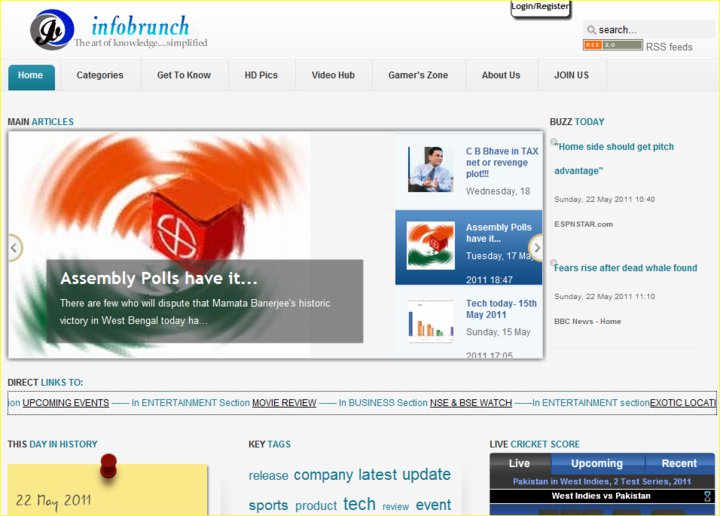 Login/Register
infobrunch
The art of knowledge....simplified
search...
RSS 2.0 RSS feeds
Home Categories Get To Know HD Pics Video Hub Gamer's Zone About Us JOIN US
MAIN ARTICLES
Assembly Polls have it...
There are few who will dispute that Mamata Banerjee's historic
victory in West Bengal today ha...
C B Bhave in TAX
net or revenge
plot!!!
Wednesday, 18
Assembly Polls
have it...
Tuesday, 17 May
2011 18:47
Tech today- 15th
May 2011
Sunday, 15 May
2011 17:05
BUZZ TODAY
"Home side should get pitch
advantage"
Sunday, 22 May 2011 10:40
ESPNSTAR.com
Fears rise after dead whale found
Sunday, 22 May 2011 11:10
BBC News - Home
DIRECT LINKS TO:
ion UPCOMING EVENTS ------ In ENTERTAINMENT Section MOVIE REVIEW ------ In BUSINESS Section NSE & BSE WATCH ------In ENTERTAINMENT sectionEXOTIC LOCATI
THIS DAY IN HISTORY
22 May 2011
KEY TAGS
release company latest update
sports product tech review event
LIVE CRICKET SCORE
Live Upcoming Recent
Pakistan in West Indies, 2 Test Series, 2011
West Indies vs Pakistan